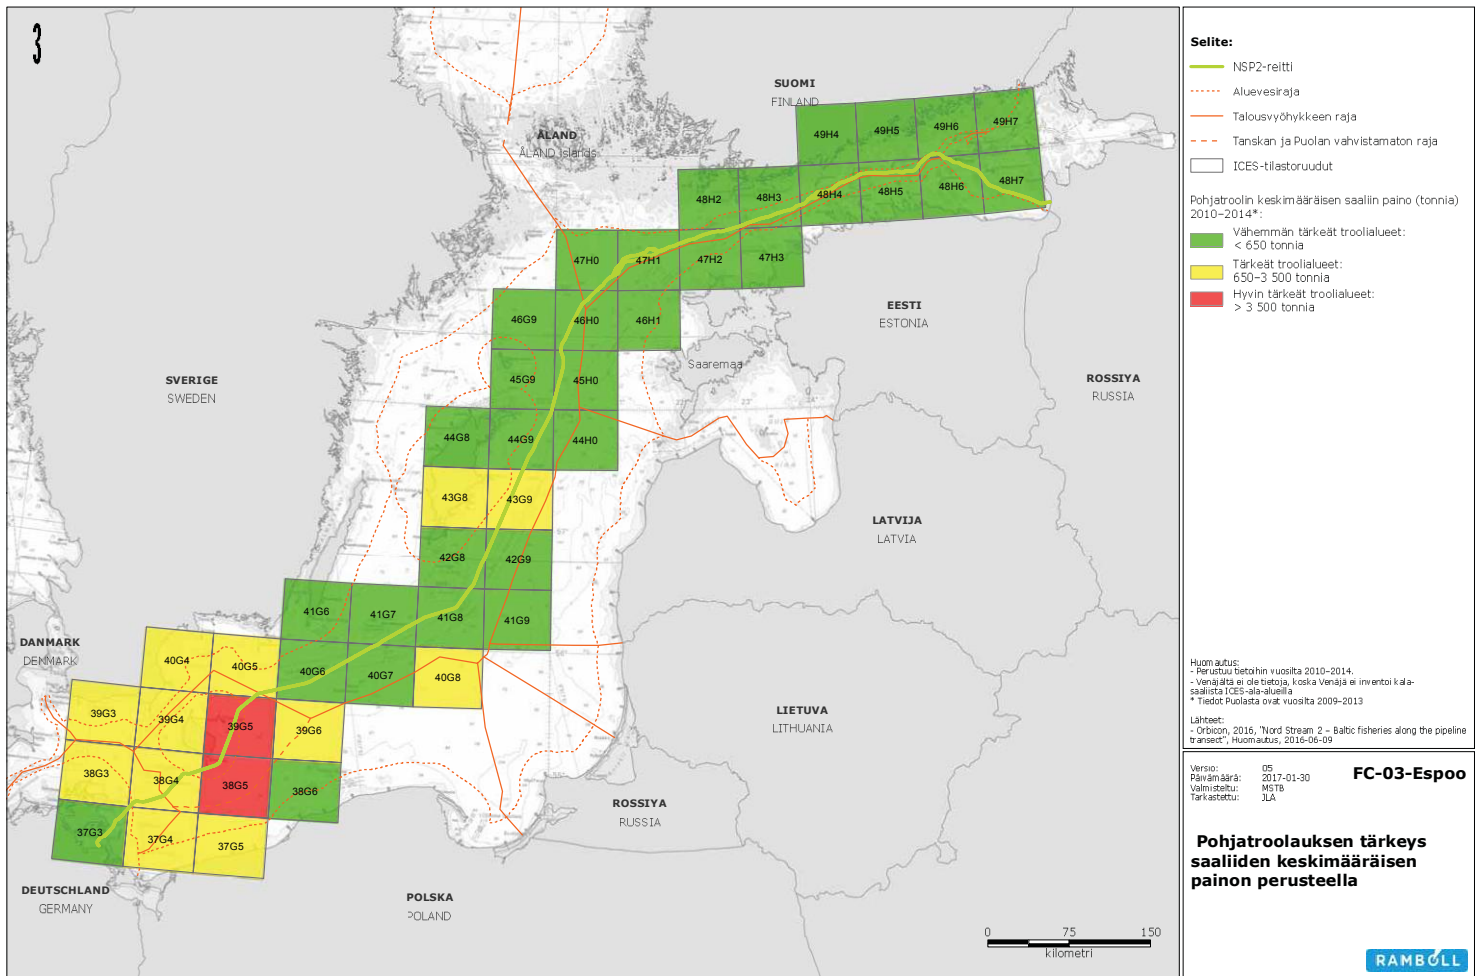 3
SUOMI
FINLAND
ÅLAND
ÅLAND Islands
49H4
49H5
49H6
49H7
48H2
48H3
48H4
48H5
48H6
48H7
47H0
47H1
47H2
47H3
46G9
46H0
46H1
EESTI
ESTONIA
Saaremaa
45G9
45H0
SVERIGE
SWEDEN
ROSSIYA
RUSSIA
44G8
44G9
44H0
43G8
43G9
LATVIJA
LATVIA
42G8
42G9
41G6
41G7
41G8
41G9
DANMARK
DENMARK
40G4
40G5
40G6
40G7
40G8
39G3
39G4
39G5
39G6
LIETUVA
LITHUANIA
38G3
38G4
38G5
38G6
ROSSIYA
RUSSIA
37G3
37G4
37G5
DEUTSCHLAND
GERMANY
POLSKA
POLAND
0 75 150
kilometri
Selite:
NSP2-reitti
Aluevesiraja
Talousvyöhykkeen raja
Tanskan ja Puolan vahvistamaton raja
ICES-tilastoruudut
Pohjatroolin keskimääräisen saaliin paino (tonnia)
2010–2014*:
Vähemmän tärkeät troolialueet:
< 650 tonnia
Tärkeät troolialueet:
650–3 500 tonnia
Hyvin tärkeät troolialueet:
> 3 500 tonnia
Huomautus:
- Perustuu tietoihin vuosilta 2010–2014.
- Venäjältä ei ole tietoja, koska Venäjä ei inventoi kala-
saaliista ICES-ala-alueilla
* Tiedot Puolasta ovat vuosilta 2009–2013
Lähteet:
- Orbicon, 2016, "Nord Stream 2 – Baltic fisheries along the pipeline
transect", Huomautus, 2016-06-09
Versio: 05
Päivämäärä: 2017-01-30
Valmisteltu: MSTB
Tarkastettu: JLA
FC-03-Espoo
Pohjatroolauksen tärkeys
saaliiden keskimääräisen
painon perusteella
RAMBOLL